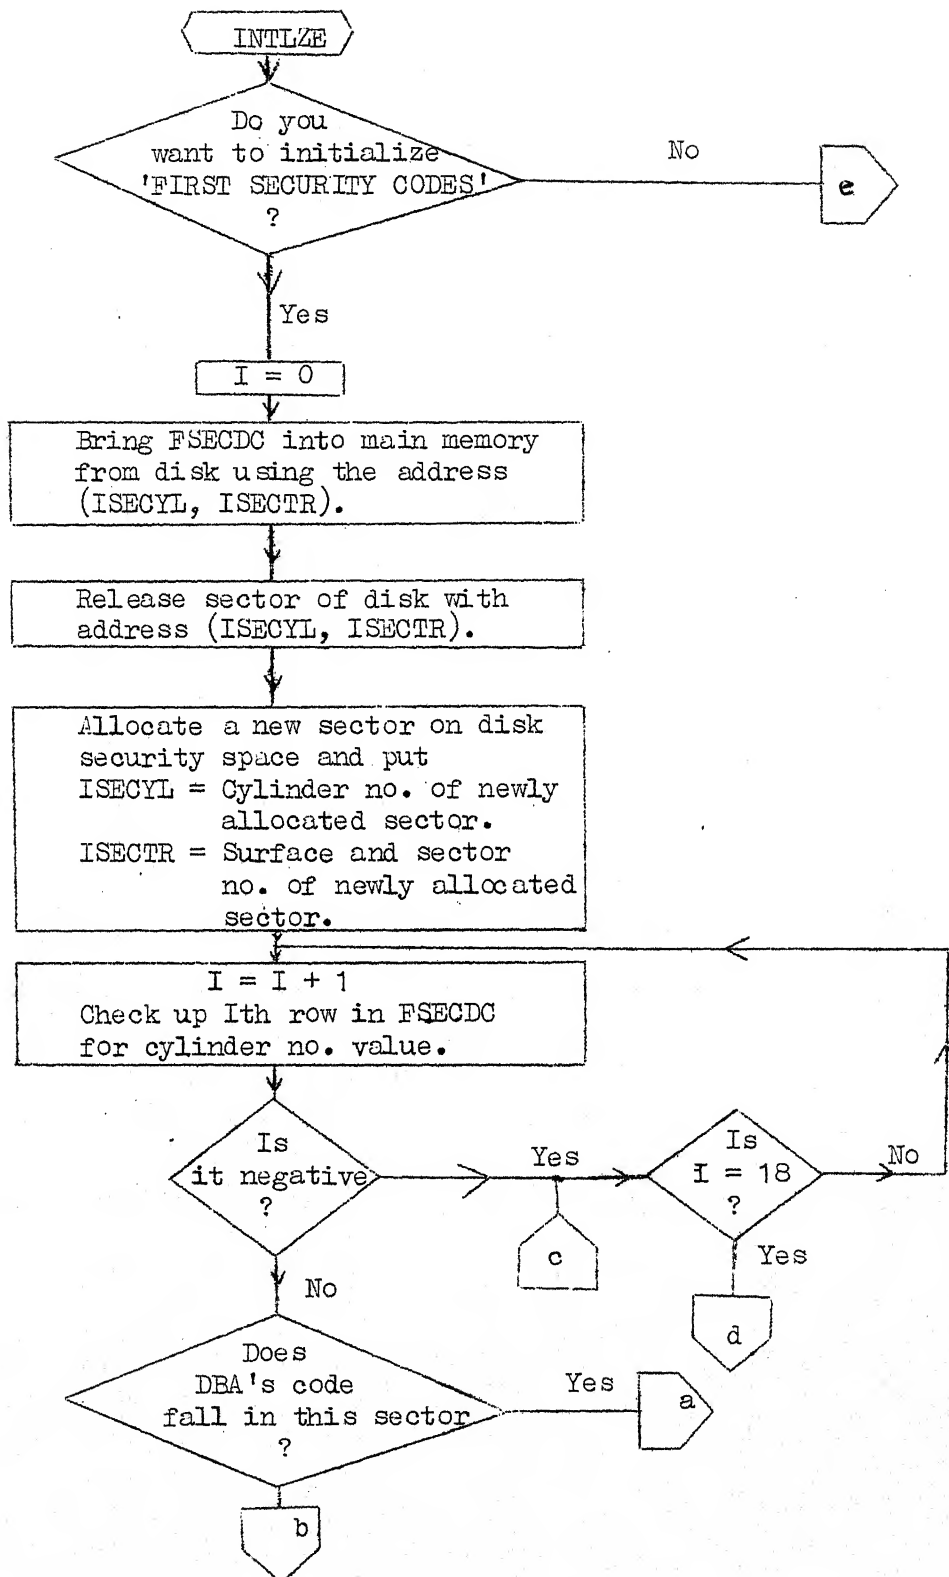 INTLZE
Do you
want to initialize
'FIRST SECURITY CODES'
?
No
e
Yes
I = 0
Bring FSECDC into main memory
from disk using the address
(ISECYL, ISECTR).
Release sector of disk with
address (ISECYL, ISECTR).
Allocate a new sector on disk
security space and put
ISECYL = Cylinder no. of newly
allocated sector.
ISECTR = Surface and sector
no. of newly allocated
sector.
I = I + 1
Check up Ith row in FSECDC
for cylinder no. value.
Is
it negative
?
Yes
c
Is
I = 18
?
No
Yes
d
No
Does
DBA's code
fall in this sector
?
Yes
a
b